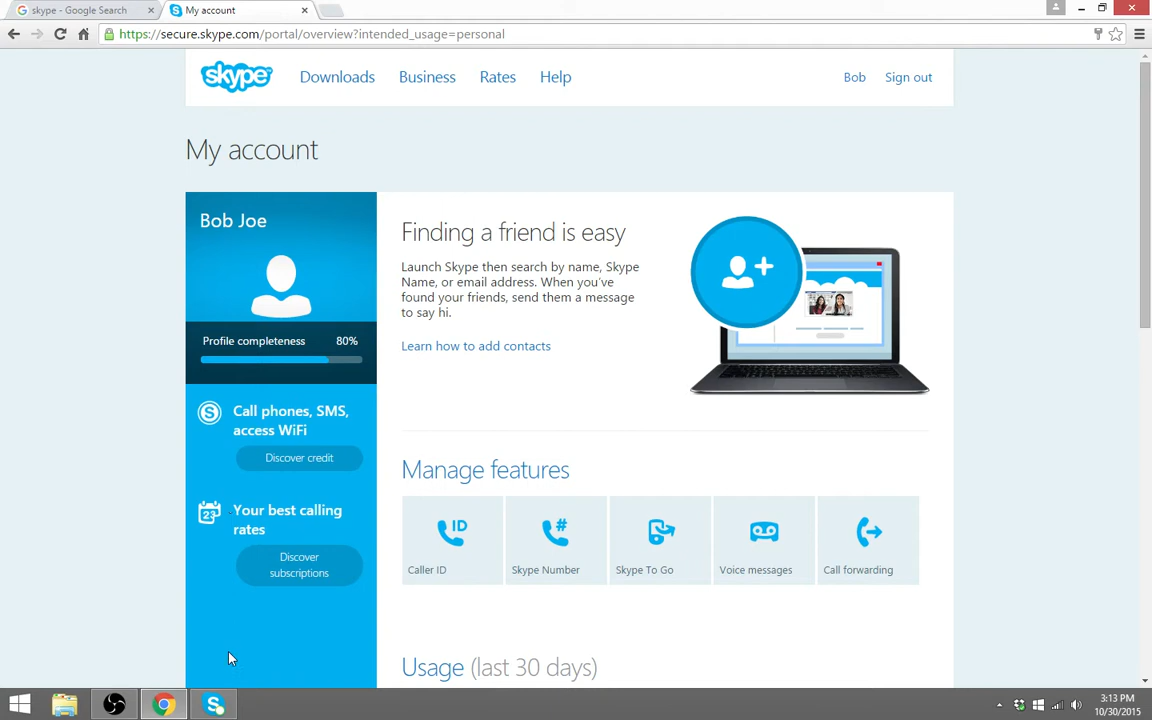 skype - Google Search
My account
https://secure.skype.com/portal/overview?intended_usage=personal
skype
Downloads
Business
Rates
Help
Bob
Sign out
My account
Bob Joe
Profile completeness 80%
Call phones, SMS,
access WiFi
Discover credit
23
Your best calling
rates
Discover
subscriptions
Finding a friend is easy
Launch Skype then search by name, Skype
Name, or email address. When you've
found your friends, send them a message
to say hi.
Learn how to add contacts
Manage features
ID
#
Caller ID
Skype Number
Skype To Go
Voice messages
Call forwarding
Usage (last 30 days)
3:13 PM
10/30/2015